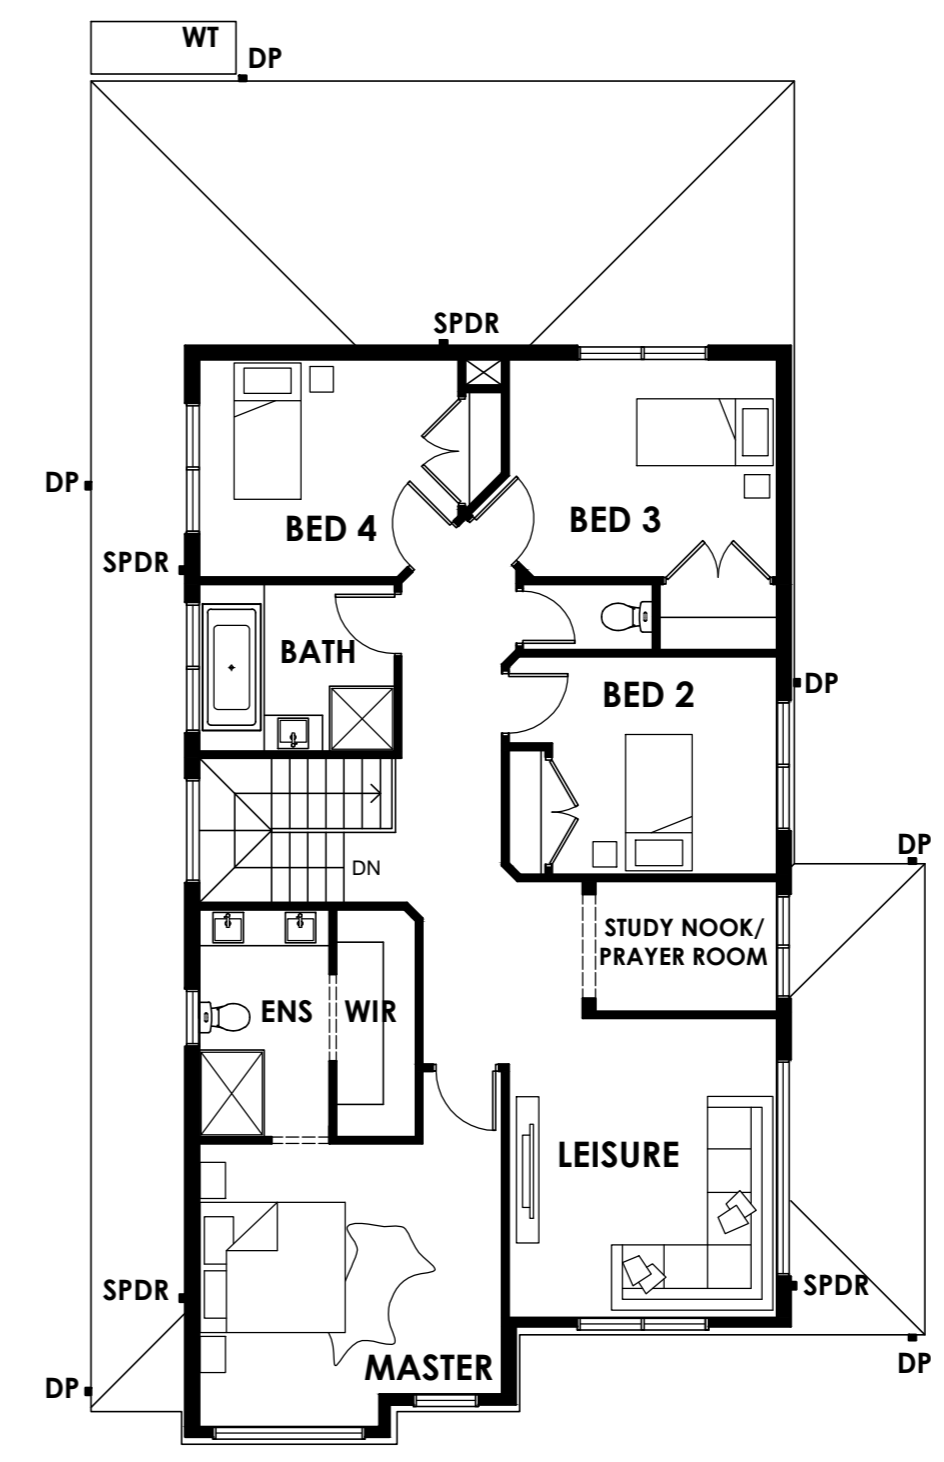 WT
DP
SPDR
DP
BED 4
BED 3
SPDR
BATH
BED 2
DP
DP
DN
STUDY NOOK/
PRAYER ROOM
ENS
WIR
LEISURE
SPDR
SPDR
MASTER
DP
DP